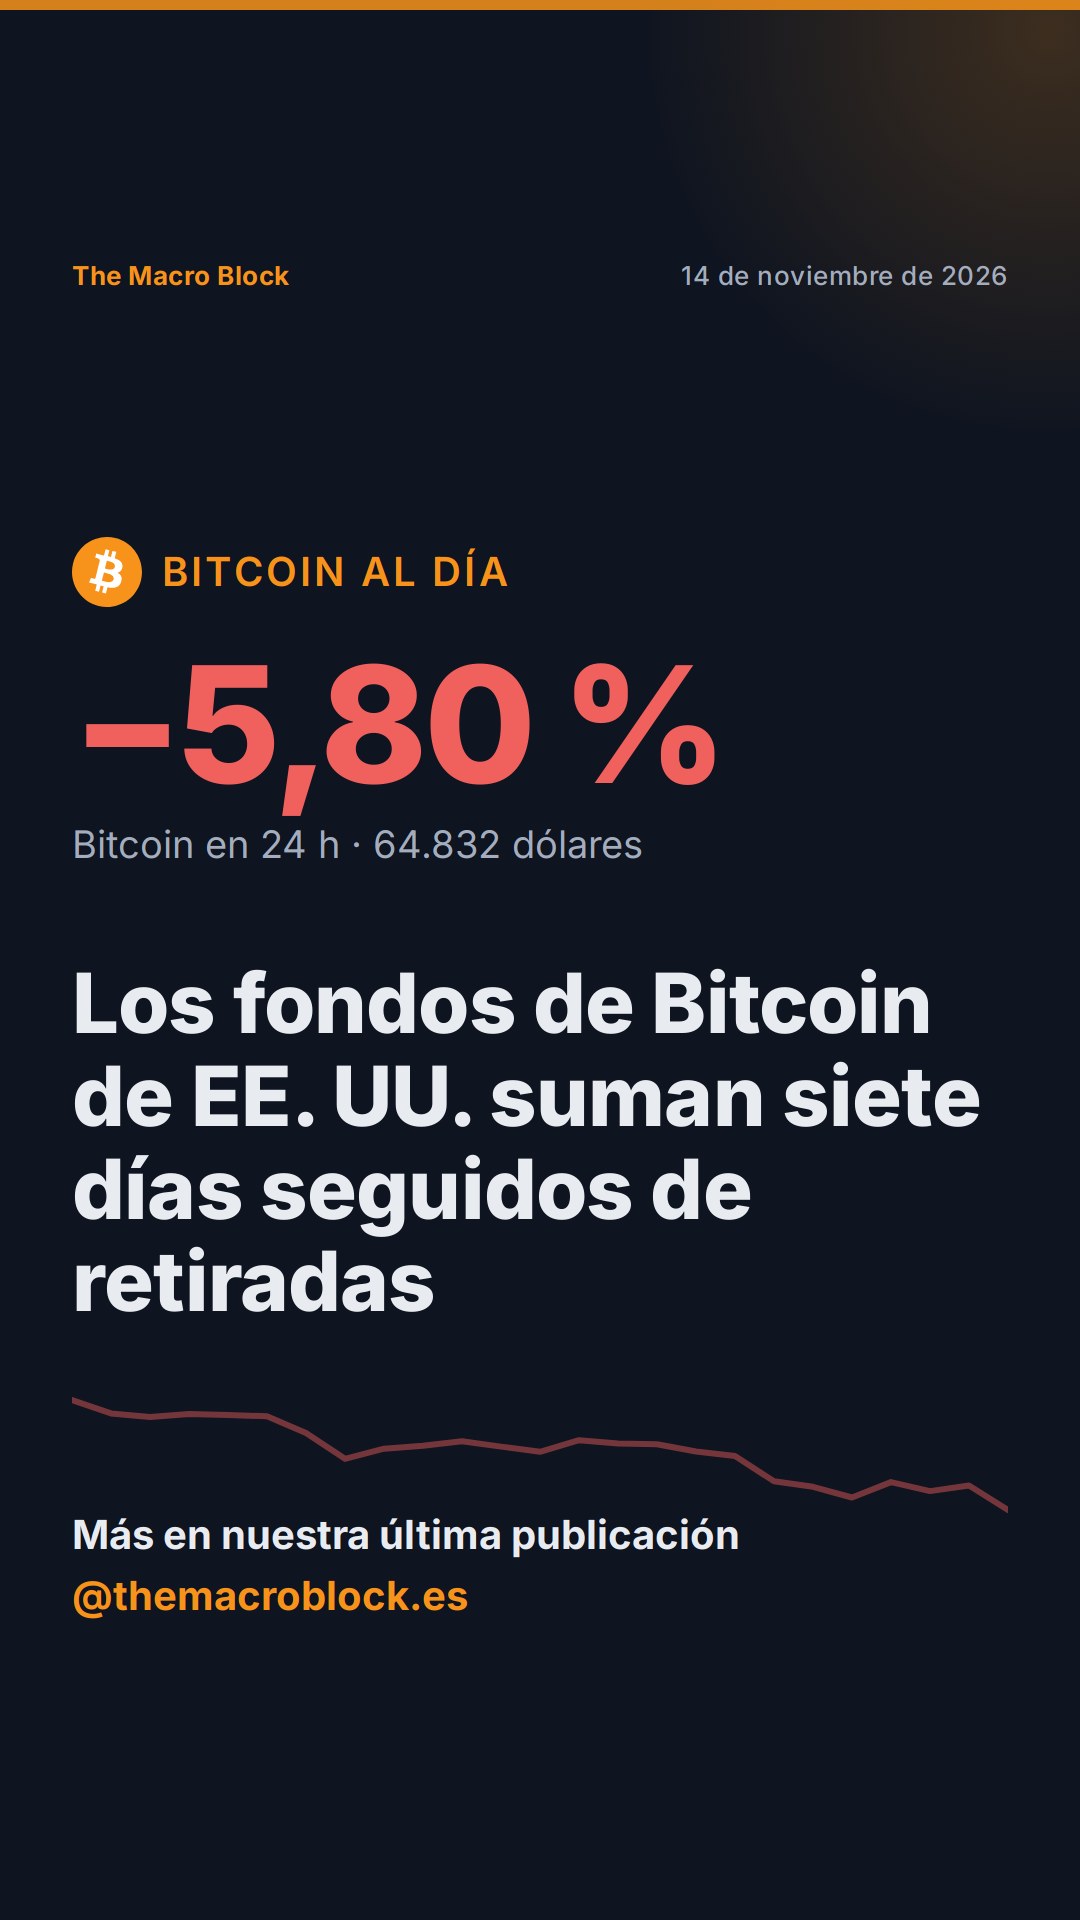 The Macro Block
14 de noviembre de 2026
BITCOIN AL DÍA
−5,80 %
Bitcoin en 24 h · 64.832 dólares
Los fondos de Bitcoin
de EE. UU. suman siete
días seguidos de
retiradas
Más en nuestra última publicación
@themacroblock.es